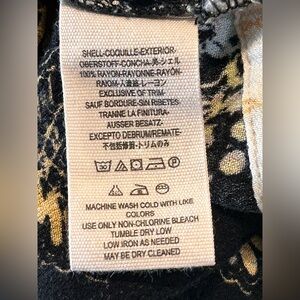 SHELL-COQUILLE-EXTERIOR-
OBERSTOFF-CONCHA-表-シェル
100% RAYON-RAYONNE-RAYON-
RAION-人造絲-レーヨン
EXCLUSIVE OF TRIM
SAUF BORDURE-SIN RIBETES-
TRANNE LA FINITURA-
AUSSER BESATZ-
EXCEPTO DEBRUM/REMATE-
不包括修飾-トリムのみ
MACHINE WASH COLD WITH LIKE
COLORS
USE ONLY NON-CHLORINE BLEACH
TUMBLE DRY LOW
LOW IRON AS NEEDED
MAY BE DRY CLEANED